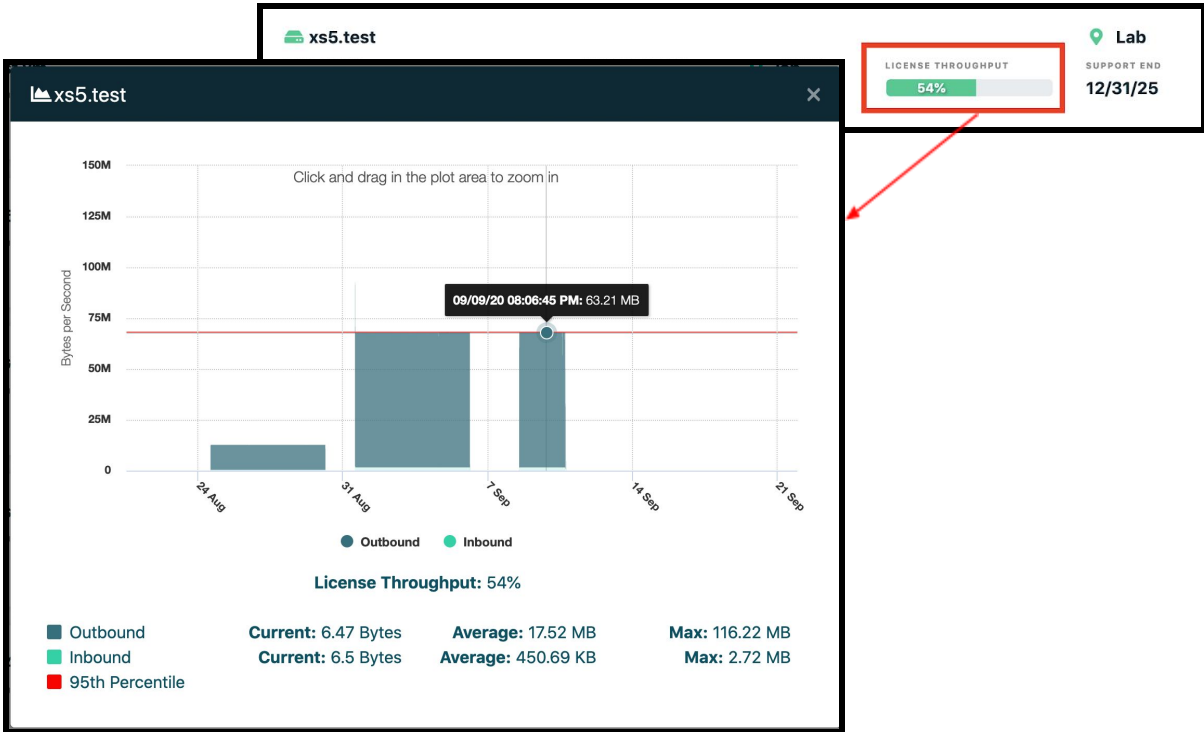 xs5.test
Lab
LICENSE THROUGHPUT
SUPPORT END
54%
12/31/25
xs5.test
×
150M
Click and drag in the plot area to zoom in
125M
100M
09/09/20 08:06:45 PM: 63.21 MB
75M
50M
25M
0
Bytes per Second
24 Aug
31 Aug
7 Sep
14 Sep
21 Sep
Outbound
Inbound
License Throughput: 54%
Outbound Current: 6.47 Bytes Average: 17.52 MB Max: 116.22 MB
Inbound Current: 6.5 Bytes Average: 450.69 KB Max: 2.72 MB
95th Percentile